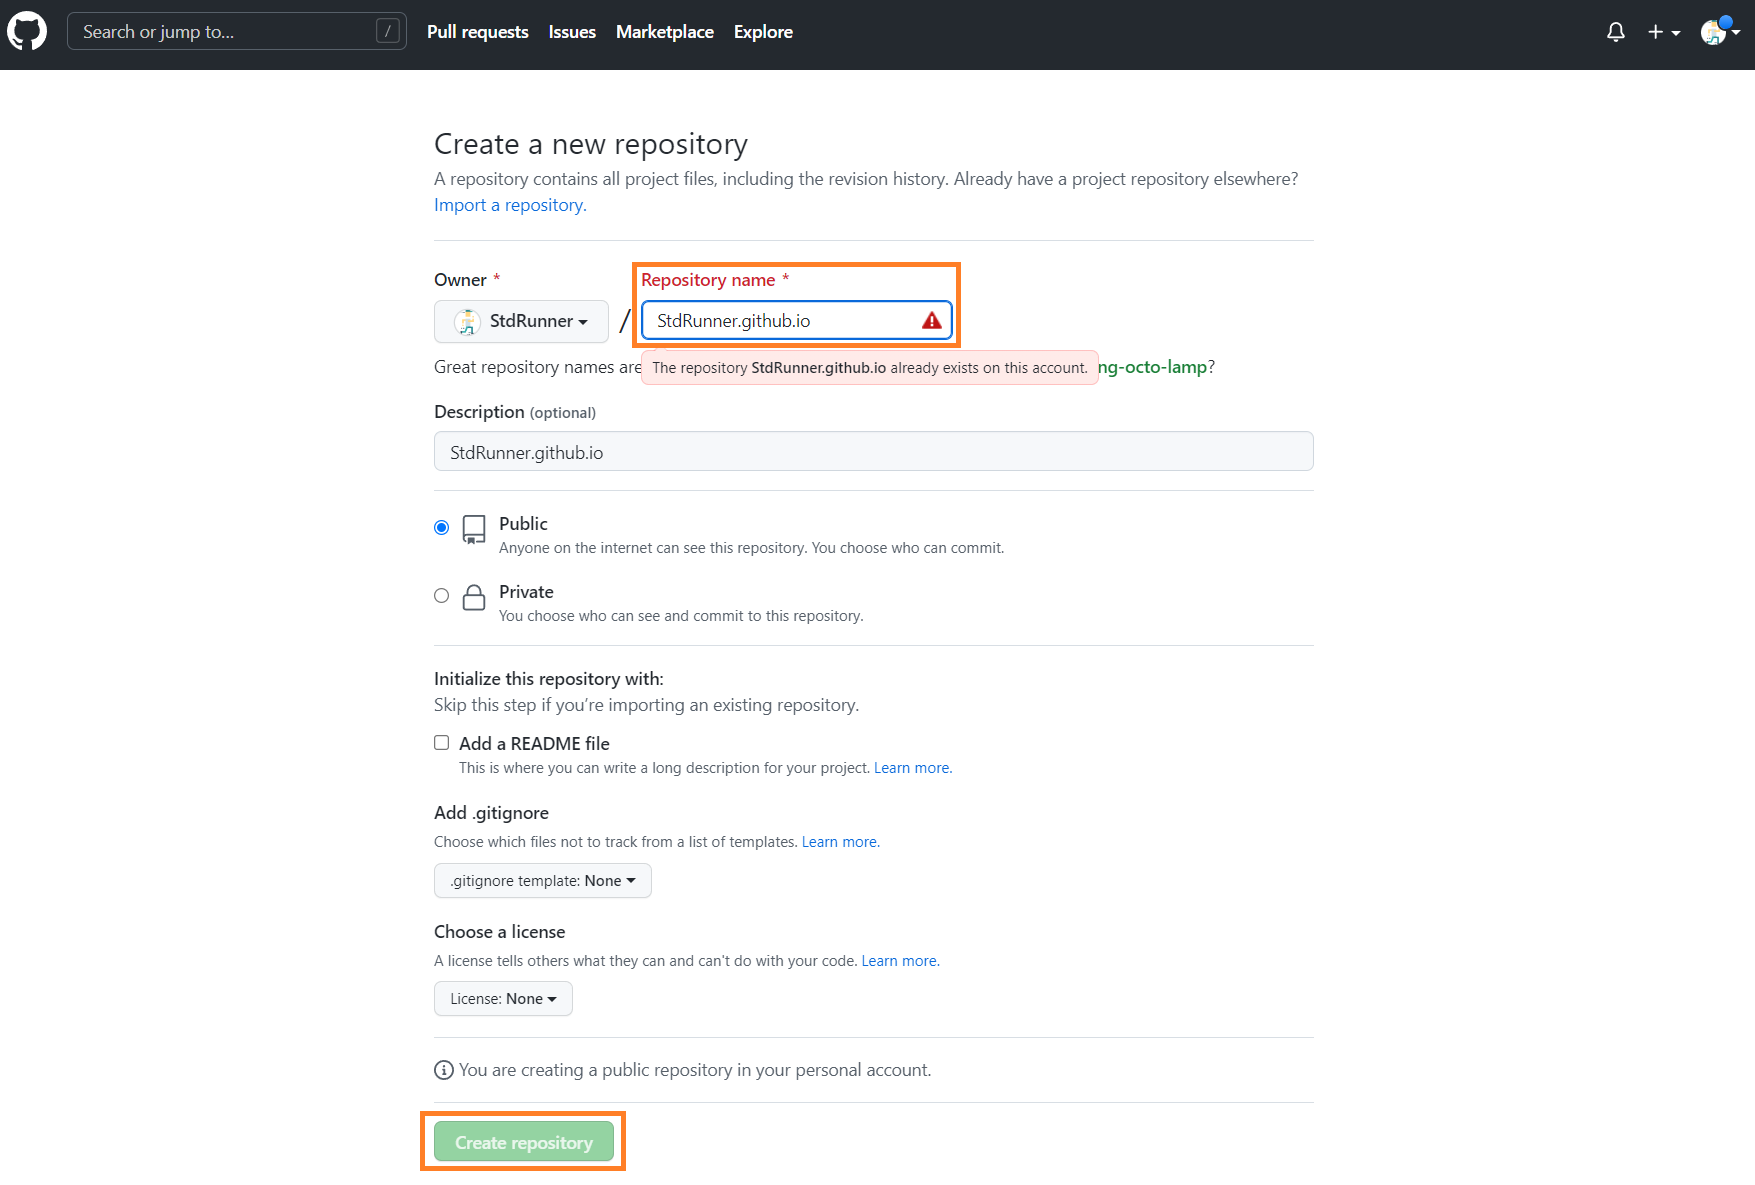 Search or jump to... /
Pull requests Issues Marketplace Explore
Create a new repository
A repository contains all project files, including the revision history. Already have a project repository elsewhere?
Import a repository.
Owner * Repository name *
StdRunner / StdRunner.github.io
Great repository names are The repository StdRunner.github.io already exists on this account. ng-octo-lamp?
Description (optional)
StdRunner.github.io
Public
Anyone on the internet can see this repository. You choose who can commit.
Private
You choose who can see and commit to this repository.
Initialize this repository with:
Skip this step if you’re importing an existing repository.
Add a README file
This is where you can write a long description for your project. Learn more.
Add .gitignore
Choose which files not to track from a list of templates. Learn more.
.gitignore template: None
Choose a license
A license tells others what they can and can't do with your code. Learn more.
License: None
You are creating a public repository in your personal account.
Create repository